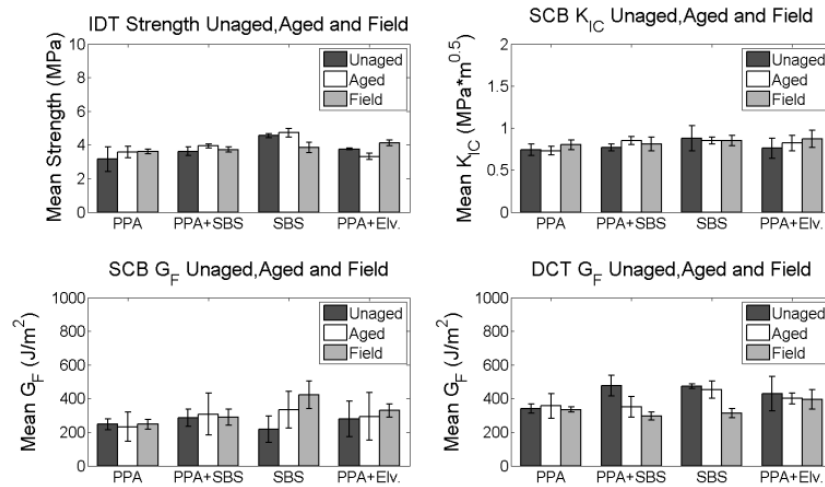 IDT Strength Unaged,Aged and Field
Mean Strength (MPa)
10
8
6
4
2
0
Unaged
Aged
Field
PPA PPA+SBS SBS PPA+Elv.
SCB K_IC Unaged,Aged and Field
Mean K_IC (MPa*m^0.5)
2
1.5
1
0.5
0
Unaged
Aged
Field
PPA PPA+SBS SBS PPA+Elv.
SCB G_F Unaged,Aged and Field
Mean G_F (J/m^2)
1000
800
600
400
200
0
Unaged
Aged
Field
PPA PPA+SBS SBS PPA+Elv.
DCT G_F Unaged,Aged and Field
Mean G_F (J/m^2)
1000
800
600
400
200
0
Unaged
Aged
Field
PPA PPA+SBS SBS PPA+Elv.